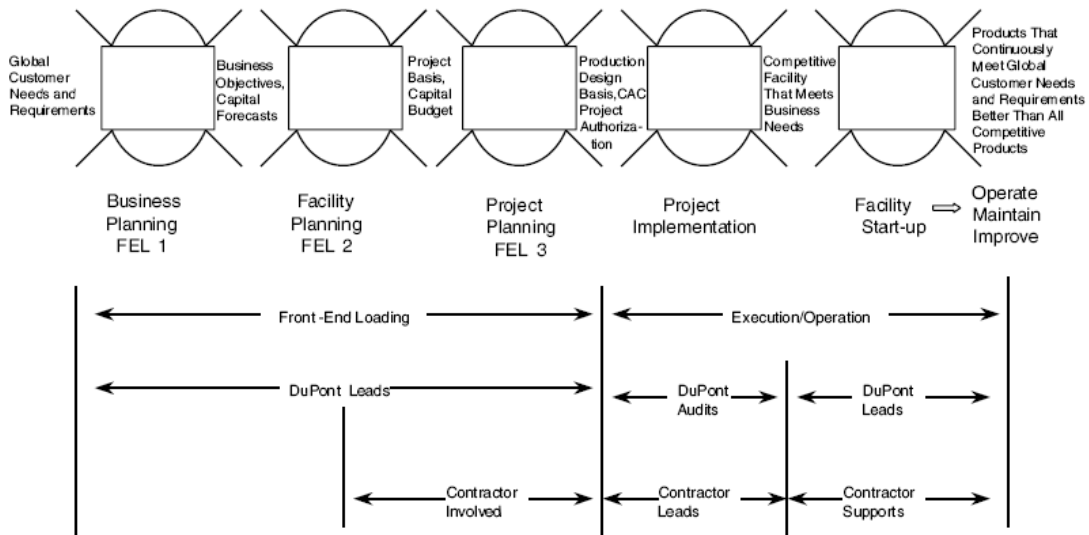 Global
Customer
Needs and
Requirements
Business
Objectives,
Capital
Forecasts
Project
Basis,
Capital
Budget
Production
Design
Basis,CAC
Project
Authoriza-
tion
Competitive
Facility
That Meets
Business
Needs
Products That
Continuously
Meet Global
Customer Needs
and Requirements
Better Than All
Competitive
Products
Business
Planning
FEL 1
Facility
Planning
FEL 2
Project
Planning
FEL 3
Project
Implementation
Facility
Start-up
Operate
Maintain
Improve
Front-End Loading
Execution/Operation
DuPont Leads
DuPont
Audits
DuPont
Leads
Contractor
Involved
Contractor
Leads
Contractor
Supports